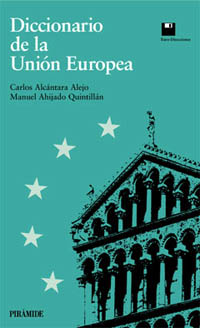 Diccionario
de la
Unión Europea
Carlos Alcántara Alejo
Manuel Ahijado Quintillán
PIRÁMIDE